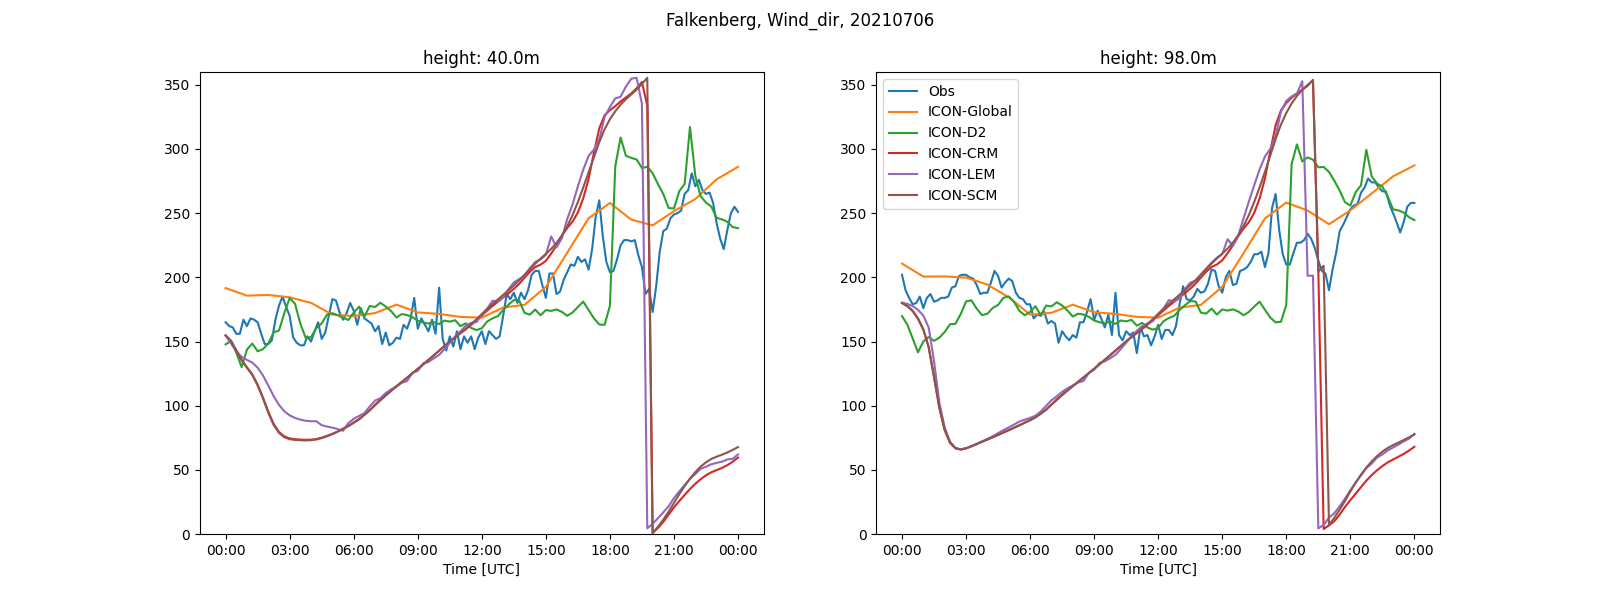 Falkenberg, Wind_dir, 20210706
height: 40.0m
350
300
250
200
150
100
50
0
00:00 03:00 06:00 09:00 12:00 15:00 18:00 21:00 00:00
Time [UTC]
height: 98.0m
Obs
ICON-Global
ICON-D2
ICON-CRM
ICON-LEM
ICON-SCM
350
300
250
200
150
100
50
0
00:00 03:00 06:00 09:00 12:00 15:00 18:00 21:00 00:00
Time [UTC]